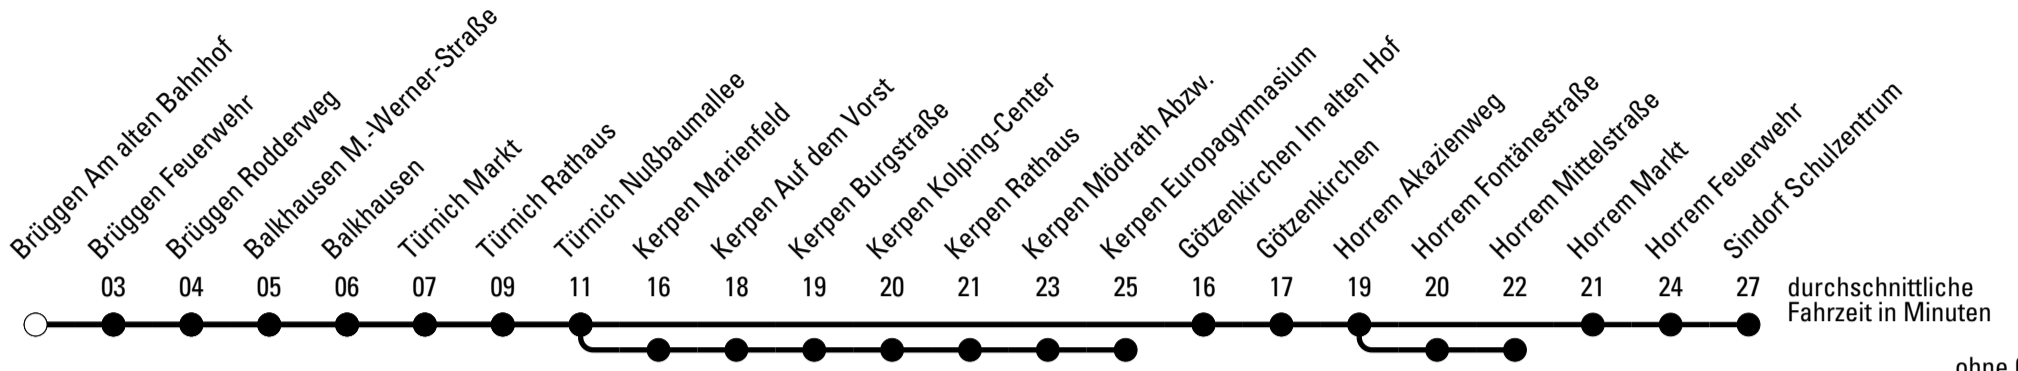 Brüggen Am alten Bahnhof
Brüggen Feuerwehr
Brüggen Rodderweg
Balkhausen M.-Werner-Straße
Balkhausen
Türnich Markt
Türnich Rathaus
Türnich Nußbaumallee
Kerpen Marienfeld
Kerpen Auf dem Vorst
Kerpen Burgstraße
Kerpen Kolping-Center
Kerpen Rathaus
Kerpen Mödrath Abzw.
Kerpen Europagymnasium
Götzenkirchen Im alten Hof
Götzenkirchen
Horrem Akazienweg
Horrem Fontänestraße
Horrem Mittelstraße
Horrem Markt
Horrem Feuerwehr
Sindorf Schulzentrum
03 04 05 06 07 09 11 16 18 19 20 21 23 25 16 17 19 20 22 21 24 27
durchschnittliche
Fahrzeit in Minuten
ohne